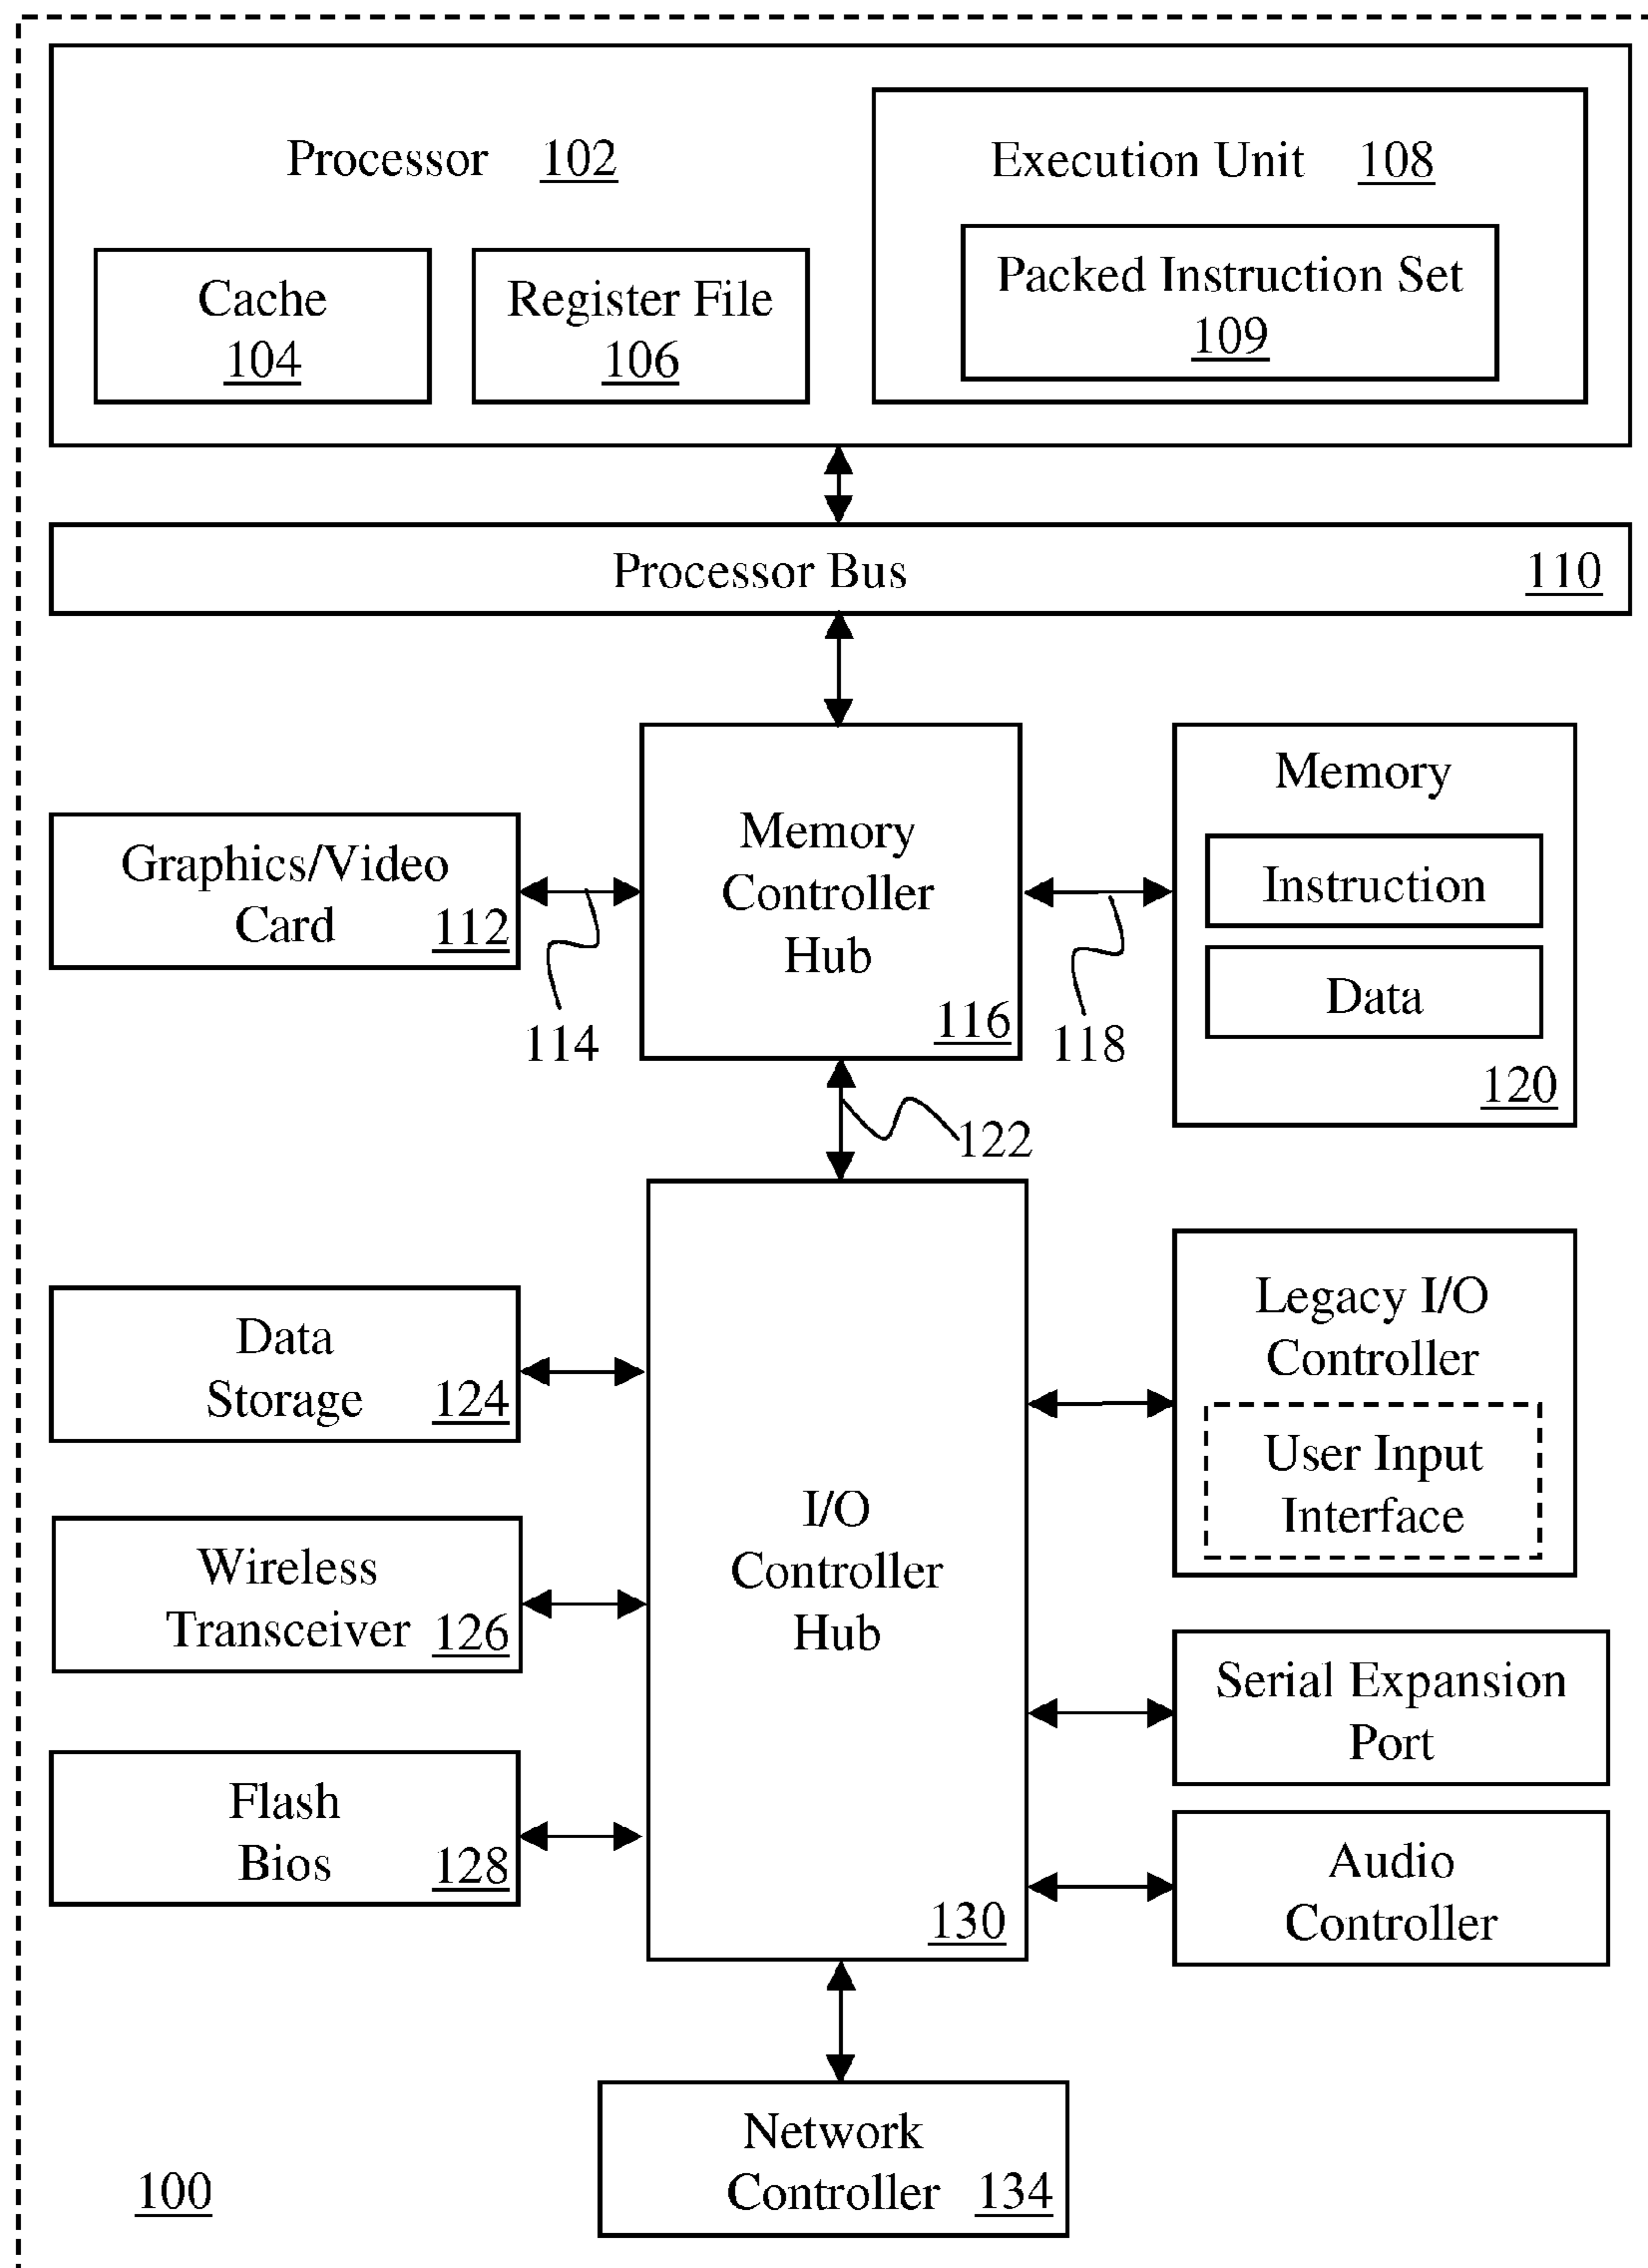 Processor 102
Execution Unit 108
Cache
104
Register File
106
Packed Instruction Set
109
Processor Bus 110
Graphics/Video
Card 112
114
Memory
Controller
Hub
116
118
Memory
Instruction
Data
120
122
Data
Storage 124
Wireless
Transceiver 126
Flash
Bios 128
I/O
Controller
Hub
130
Legacy I/O
Controller
User Input
Interface
Serial Expansion
Port
Audio
Controller
Network
Controller 134
100